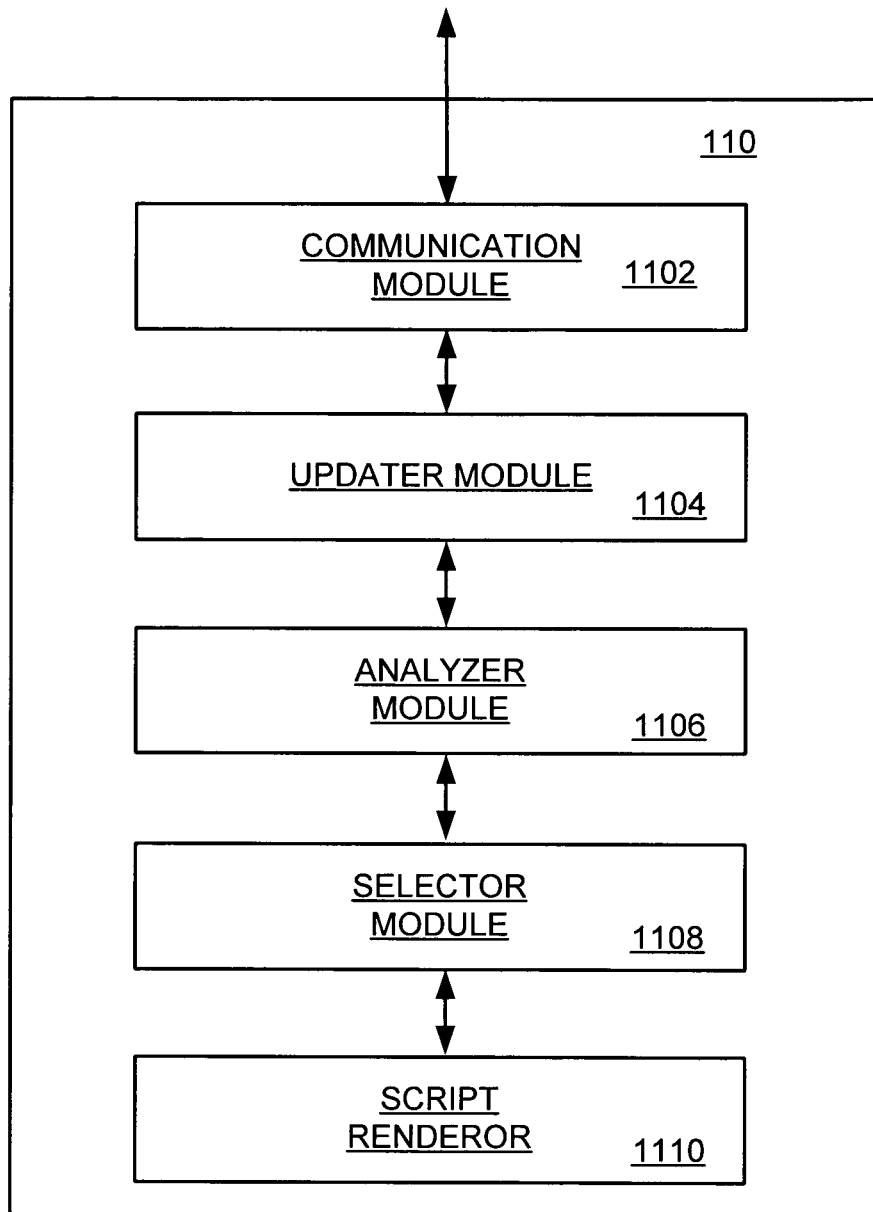 110
COMMUNICATION
MODULE
1102
UPDATER MODULE
1104
ANALYZER
MODULE
1106
SELECTOR
MODULE
1108
SCRIPT
RENDEROR
1110